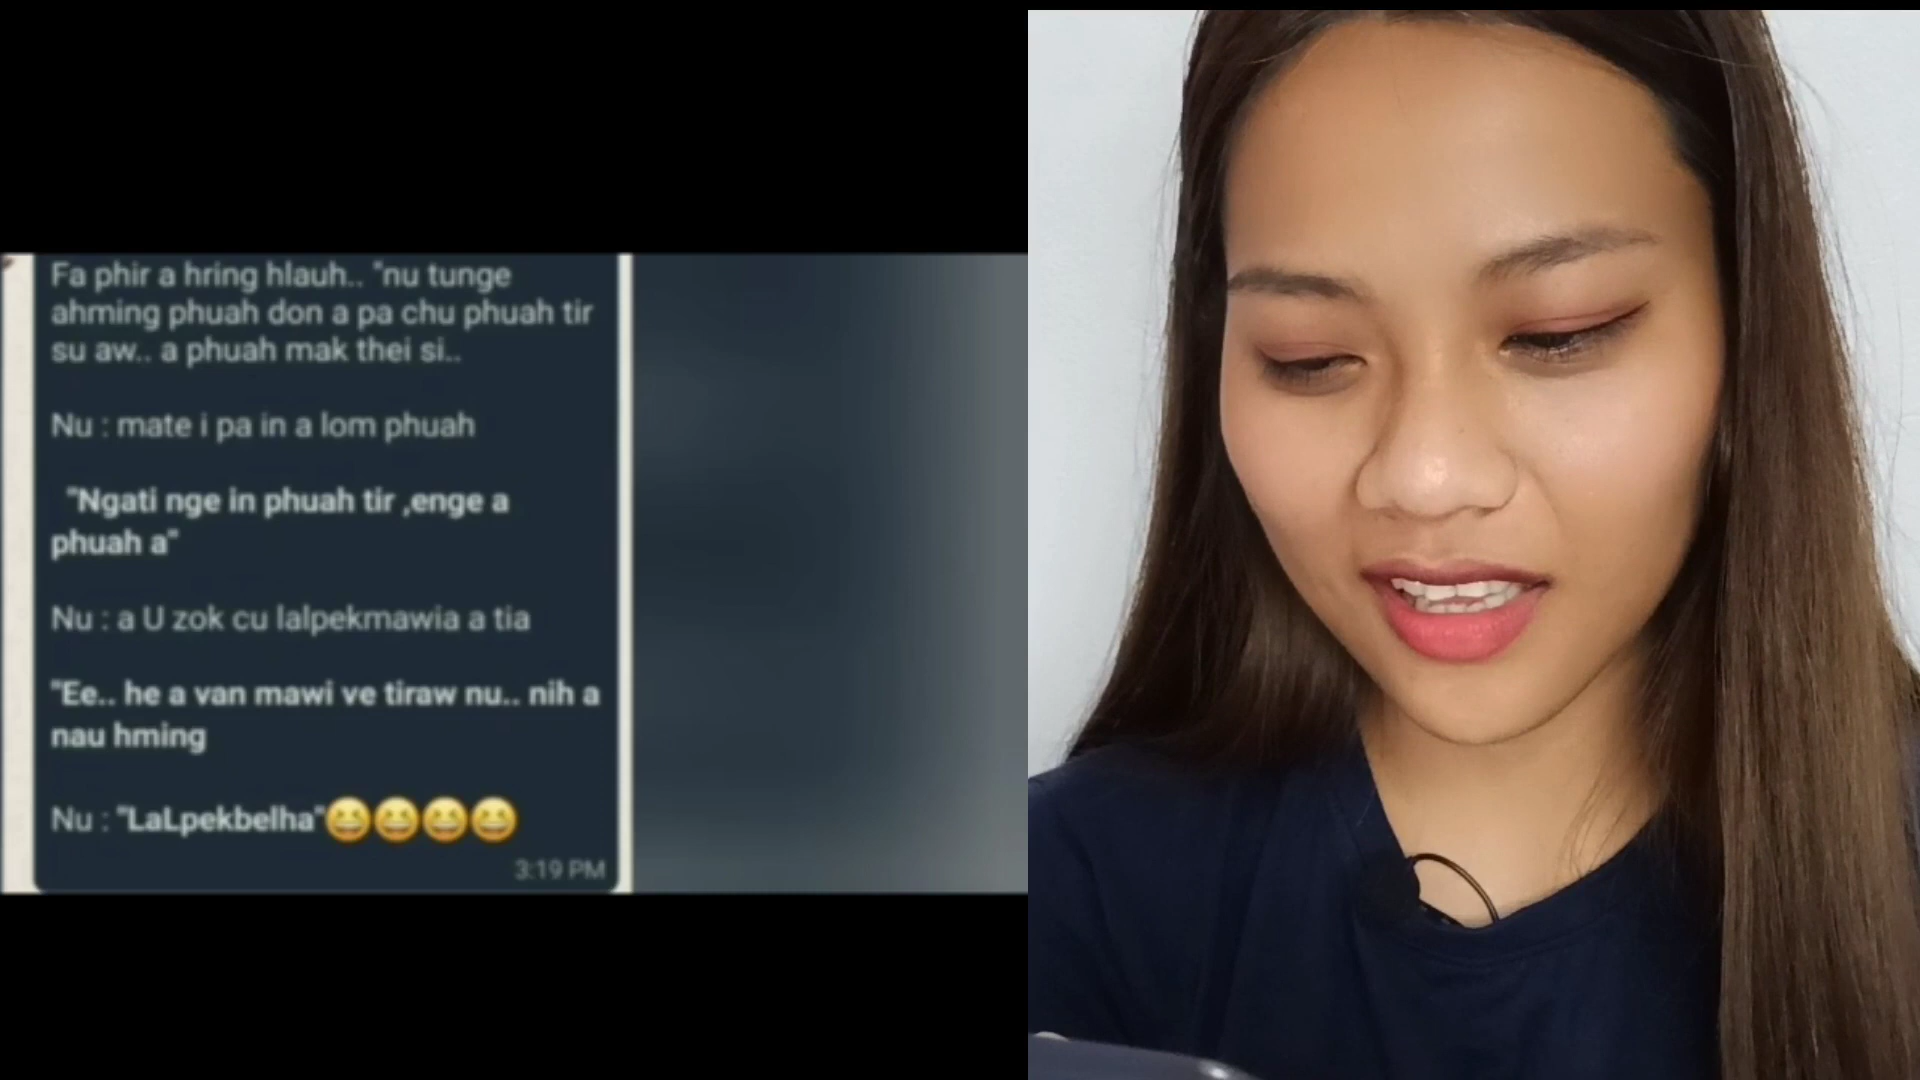 Fa phir a hring hlauh.. "nu tunge
ahming phuah don a pa chu phuah tir
su aw.. a phuah mak thei si..
Nu : mate i pa in a lom phuah
"Ngati nge in phuah tir ,enge a
phuah a"
Nu : a U zok cu lalpekmawia a tia
"Ee.. he a van mawi ve tiraw nu.. nih a
nau hming
Nu : "LaLpekbelha"😆😆😆😆
3:19 PM